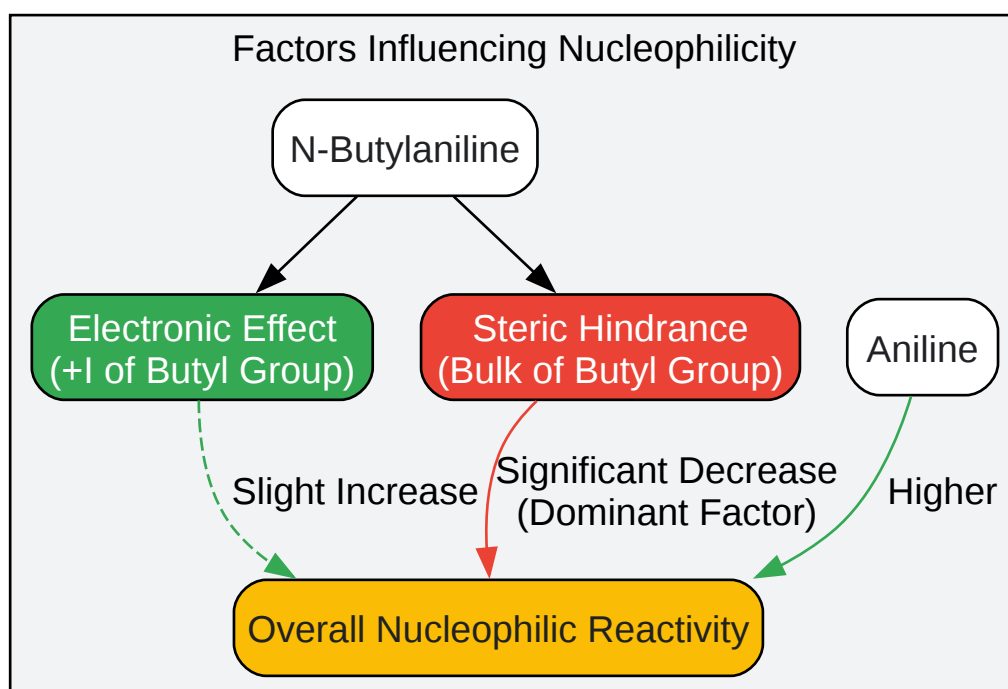 Factors Influencing Nucleophilicity
N-Butylaniline
Electronic Effect
(+I of Butyl Group)
Steric Hindrance
(Bulk of Butyl Group)
Aniline
Slight Increase
Significant Decrease
(Dominant Factor)
Higher
Overall Nucleophilic Reactivity